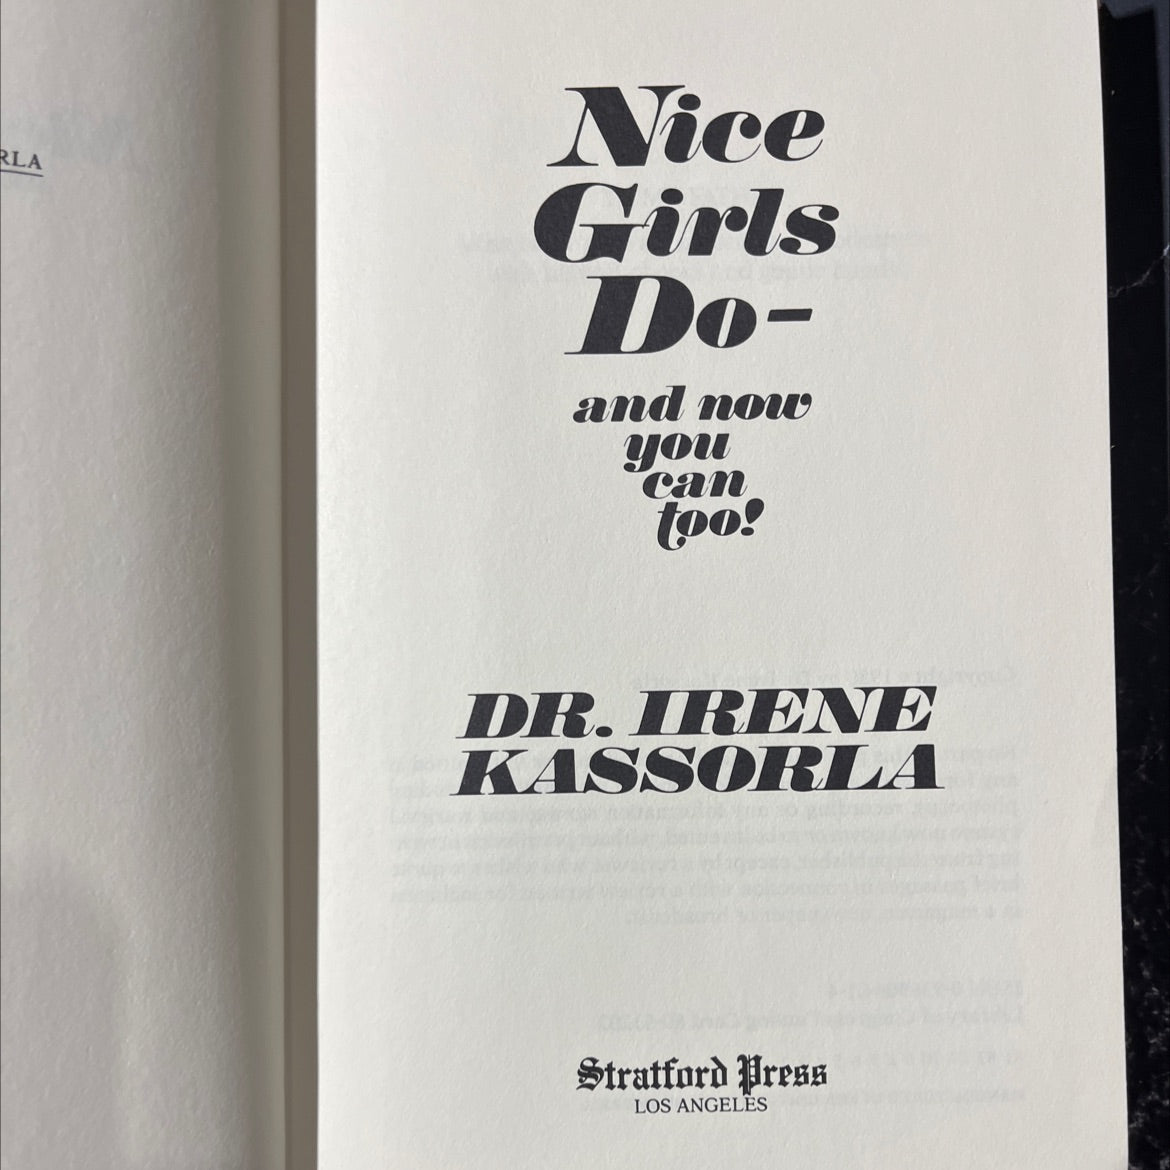 RLA
Nice
Girls
Do-
and now
you
can
too!
DR. IRENE
KASSORLA
Stratford Press
LOS ANGELES